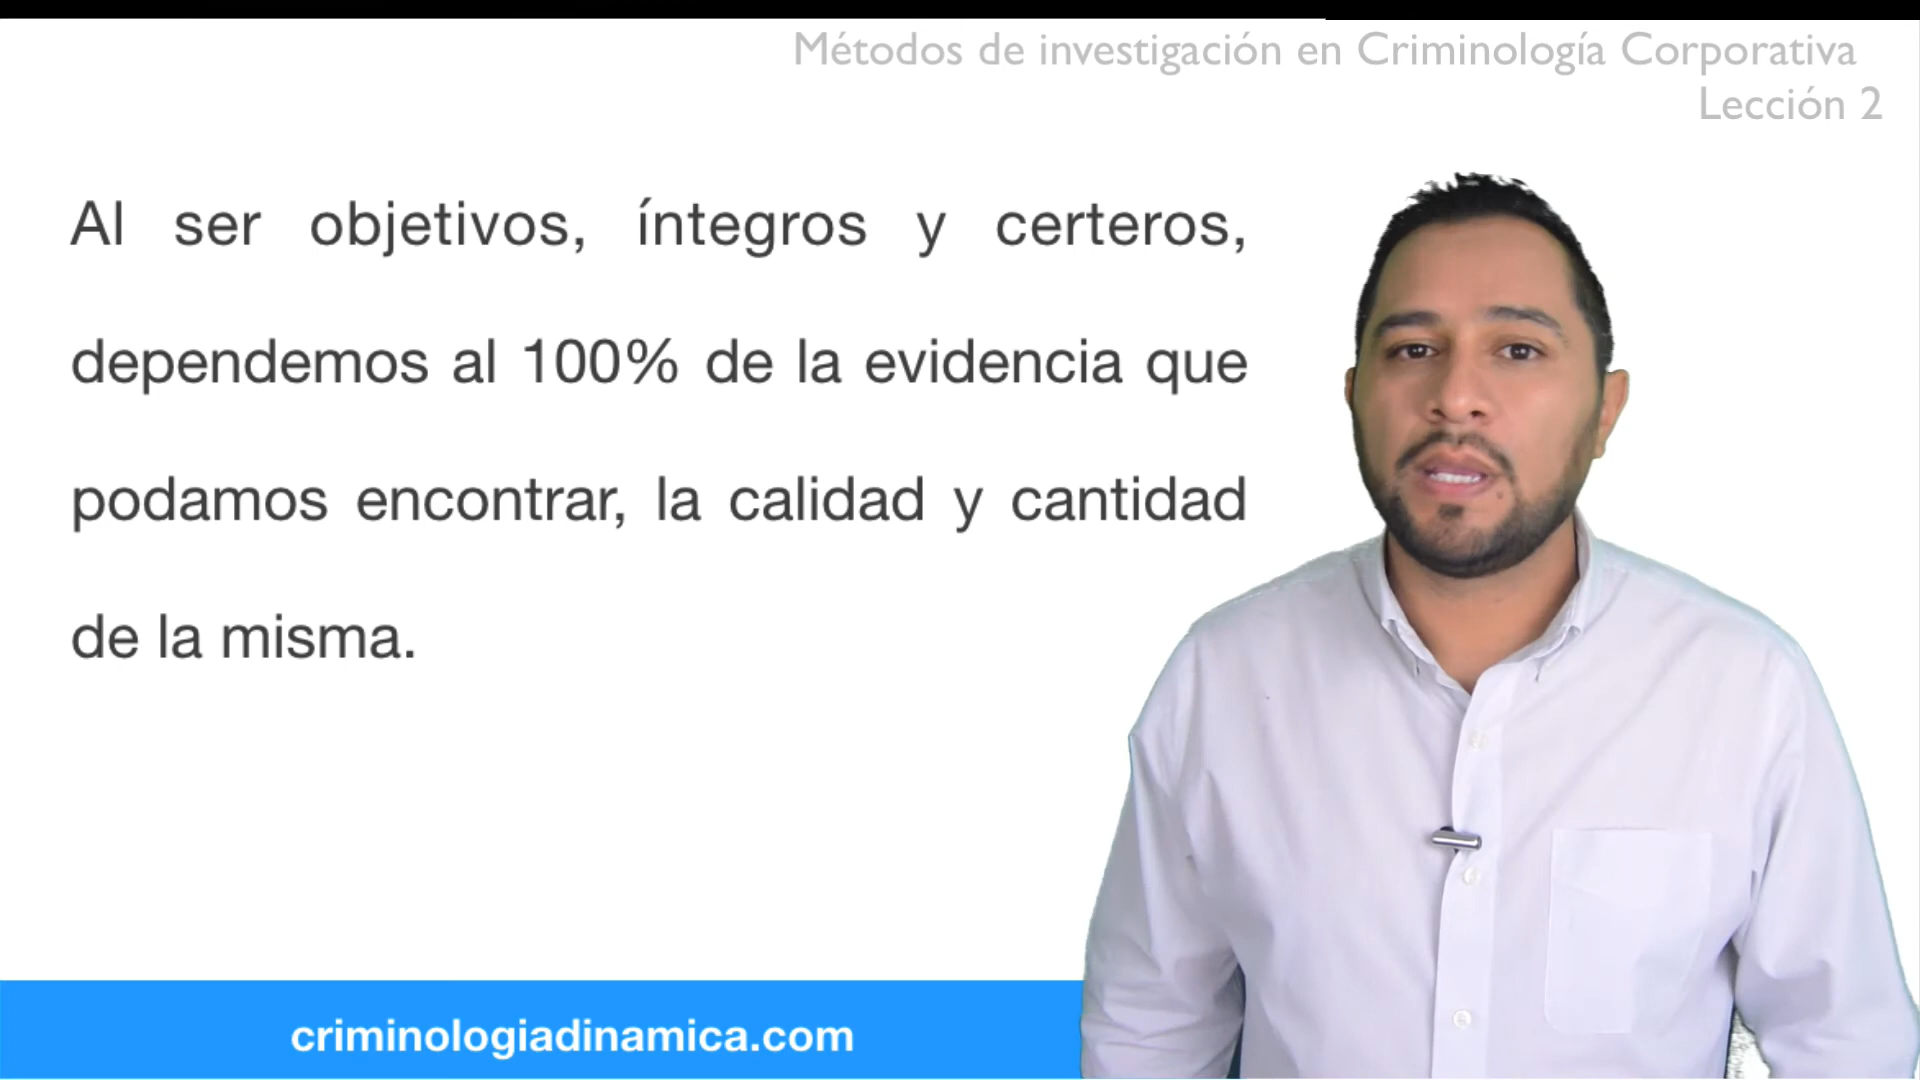 Métodos de investigación en Criminología Corporativa
Lección 2
Al ser objetivos, íntegros y certeros,
dependemos al 100% de la evidencia que
podamos encontrar, la calidad y cantidad
de la misma.
criminologiadinamica.com